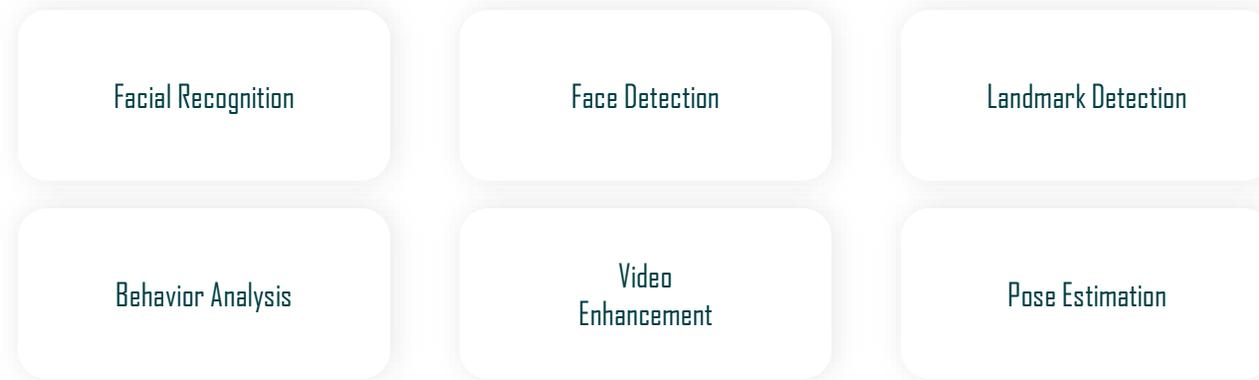 Facial Recognition
Face Detection
Landmark Detection
Behavior Analysis
Video
Enhancement
Pose Estimation